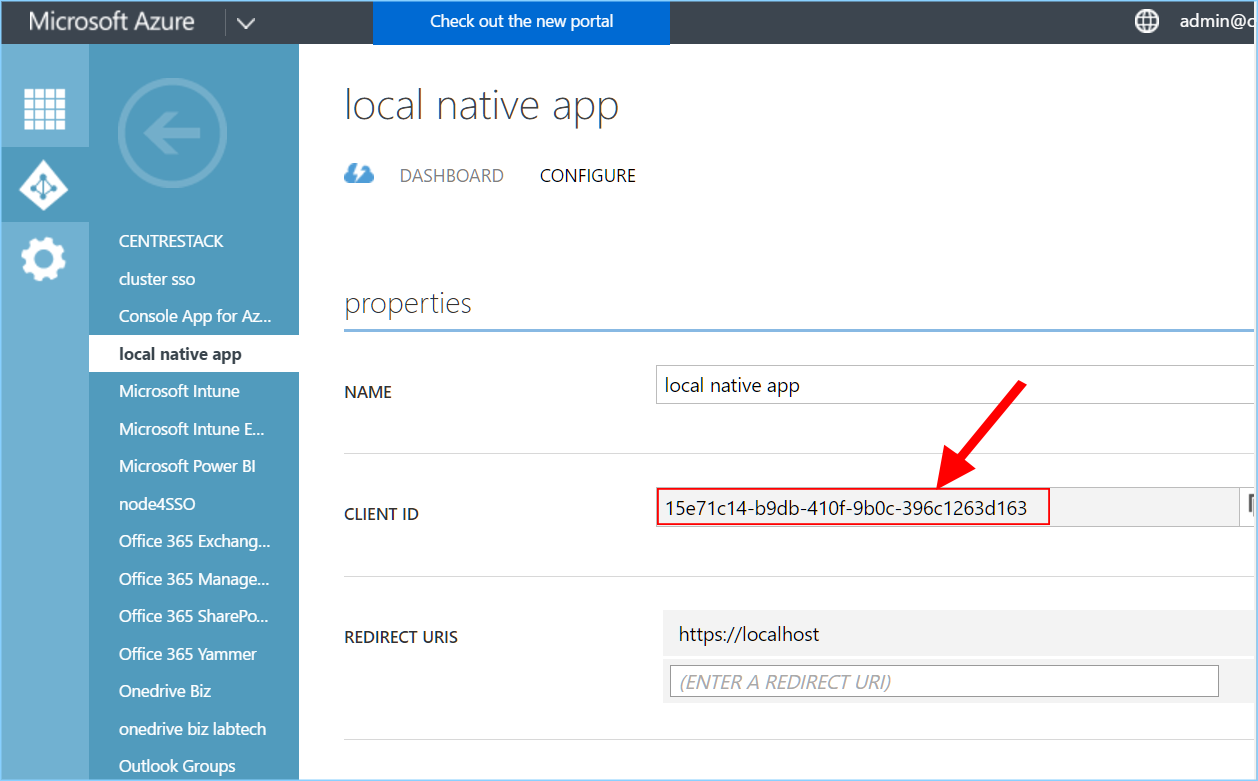 Microsoft Azure
Check out the new portal
admin@
local native app
DASHBOARD
CONFIGURE
CENTRESTACK
cluster sso
Console App for Az...
local native app
Microsoft Intune
Microsoft Intune E...
Microsoft Power BI
node4SSO
Office 365 Exchang...
Office 365 Manage...
Office 365 SharePo...
Office 365 Yammer
Onedrive Biz
onedrive biz labtech
Outlook Groups
properties
NAME
local native app
CLIENT ID
15e71c14-b9db-410f-9b0c-396c1263d163
REDIRECT URIS
https://localhost
(ENTER A REDIRECT URI)